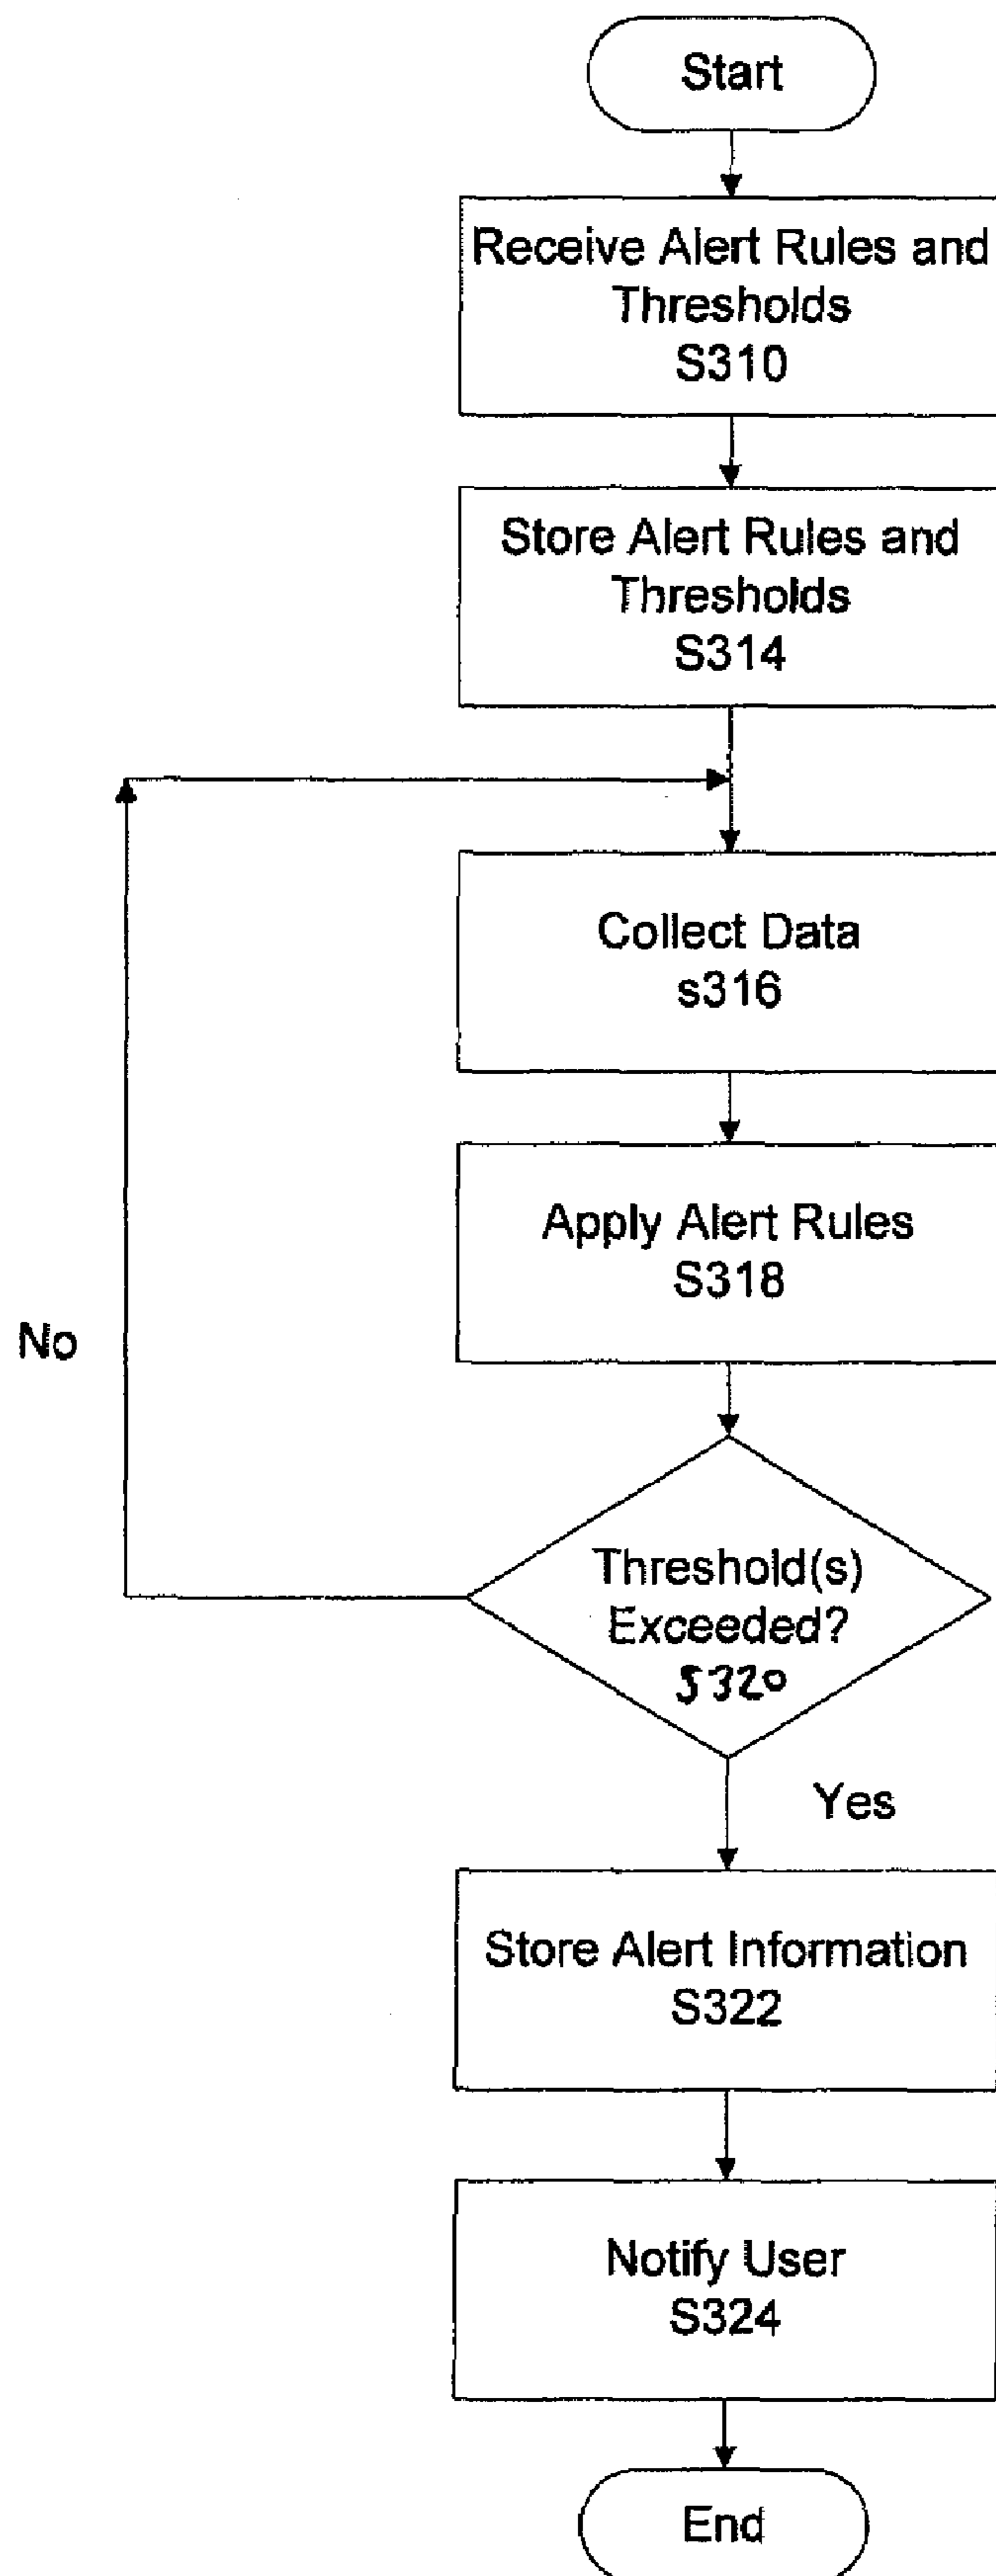 Start
Receive Alert Rules and
Thresholds
S310
Store Alert Rules and
Thresholds
S314
Collect Data
s316
Apply Alert Rules
S318
No
Threshold(s)
Exceeded?
S320
Yes
Store Alert Information
S322
Notify User
S324
End